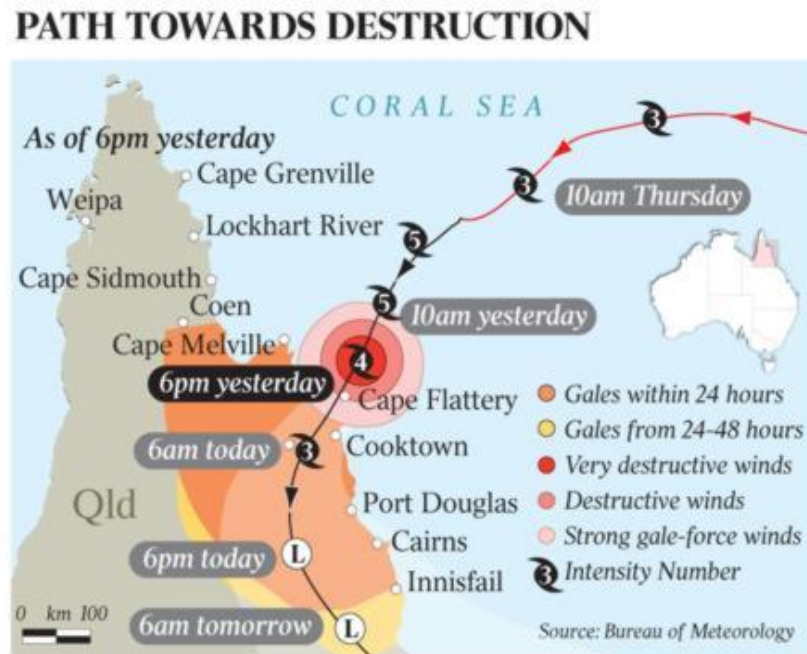 PATH TOWARDS DESTRUCTION
CORAL SEA
As of 6pm yesterday
3
3
10am Thursday
Cape Grenville
Weipa
Lockhart River
5
Cape Sidmouth
5
10am yesterday
Coen
Cape Melville
4
6pm yesterday
Cape Flattery
6am today
3
Cooktown
Qld
Port Douglas
Cairns
6pm today
L
Innisfail
6am tomorrow
L
0 km 100
Gales within 24 hours
Gales from 24-48 hours
Very destructive winds
Destructive winds
Strong gale-force winds
3 Intensity Number
Source: Bureau of Meteorology